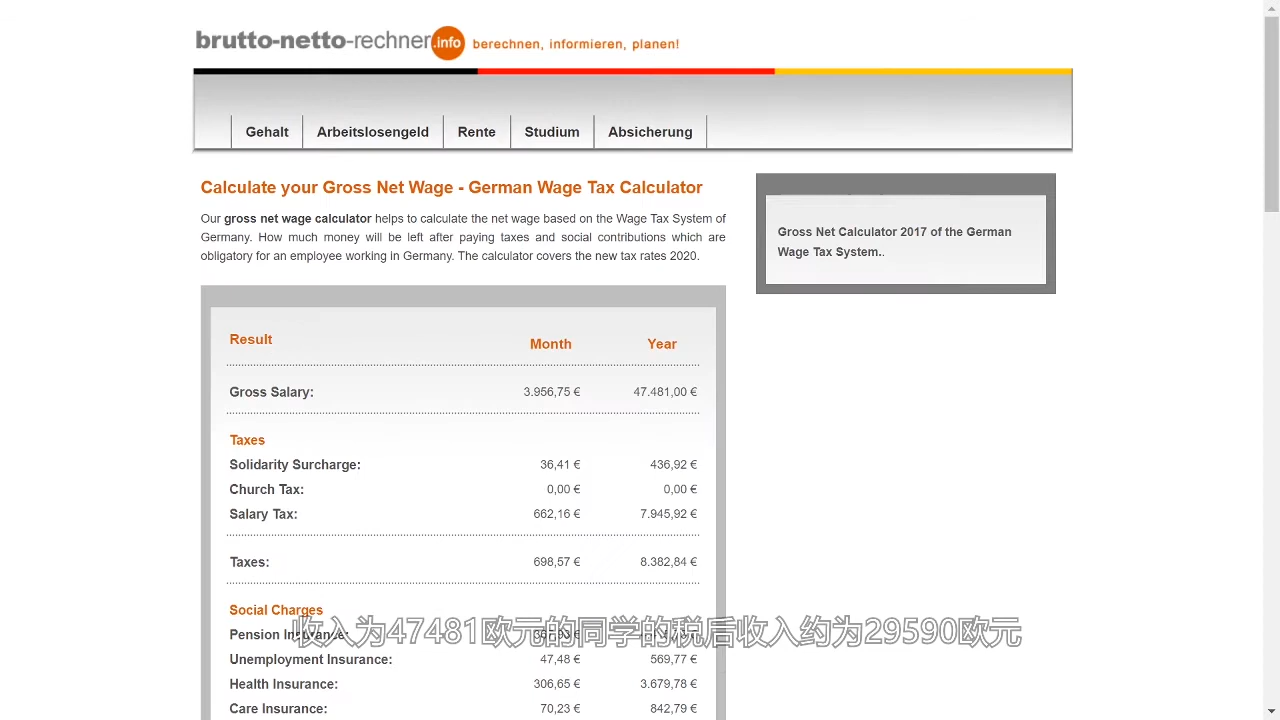 brutto-netto-rechner.info berechnen, informieren, planen!
Gehalt Arbeitslosengeld Rente Studium Absicherung
Calculate your Gross Net Wage - German Wage Tax Calculator
Our gross net wage calculator helps to calculate the net wage based on the Wage Tax System of
Germany. How much money will be left after paying taxes and social contributions which are
obligatory for an employee working in Germany. The calculator covers the new tax rates 2020.
Gross Net Calculator 2017 of the German
Wage Tax System..
Result Month Year
Gross Salary: 3.956,75 € 47.481,00 €
Taxes
Solidarity Surcharge: 36,41 € 436,92 €
Church Tax: 0,00 € 0,00 €
Salary Tax: 662,16 € 7.945,92 €
Taxes: 698,57 € 8.382,84 €
Social Charges
Pension Insurance:
收入为47481欧元的同学的税后收入约为29590欧元
Unemployment Insurance: 47,48 € 569,77 €
Health Insurance: 306,65 € 3.679,78 €
Care Insurance: 70,23 € 842,79 €